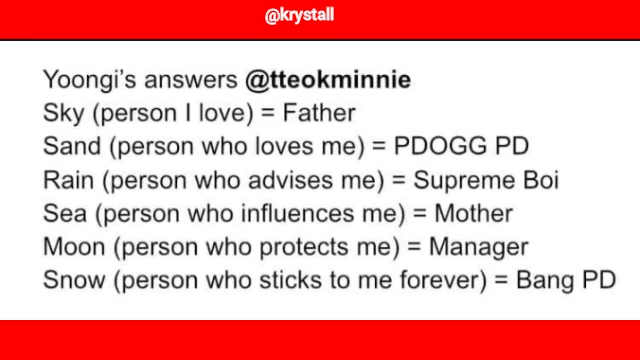 @krystall
Yoongi's answers @tteokminnie
Sky (person I love) = Father
Sand (person who loves me) = PDOGG PD
Rain (person who advises me) = Supreme Boi
Sea (person who influences me) = Mother
Moon (person who protects me) = Manager
Snow (person who sticks to me forever) = Bang PD